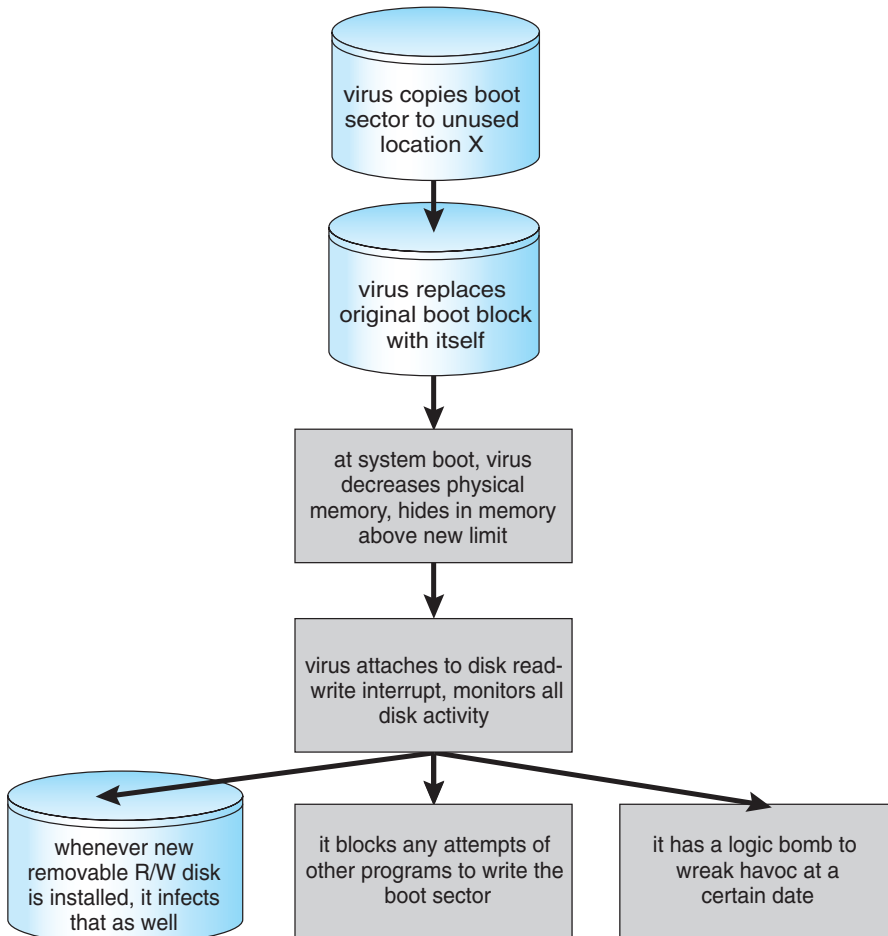 virus copies boot
sector to unused
location X
virus replaces
original boot block
with itself
at system boot, virus
decreases physical
memory, hides in memory
above new limit
virus attaches to disk read-
write interrupt, monitors all
disk activity
whenever new
removable R/W disk
is installed, it infects
that as well
it blocks any attempts of
other programs to write the
boot sector
it has a logic bomb to
wreak havoc at a
certain date